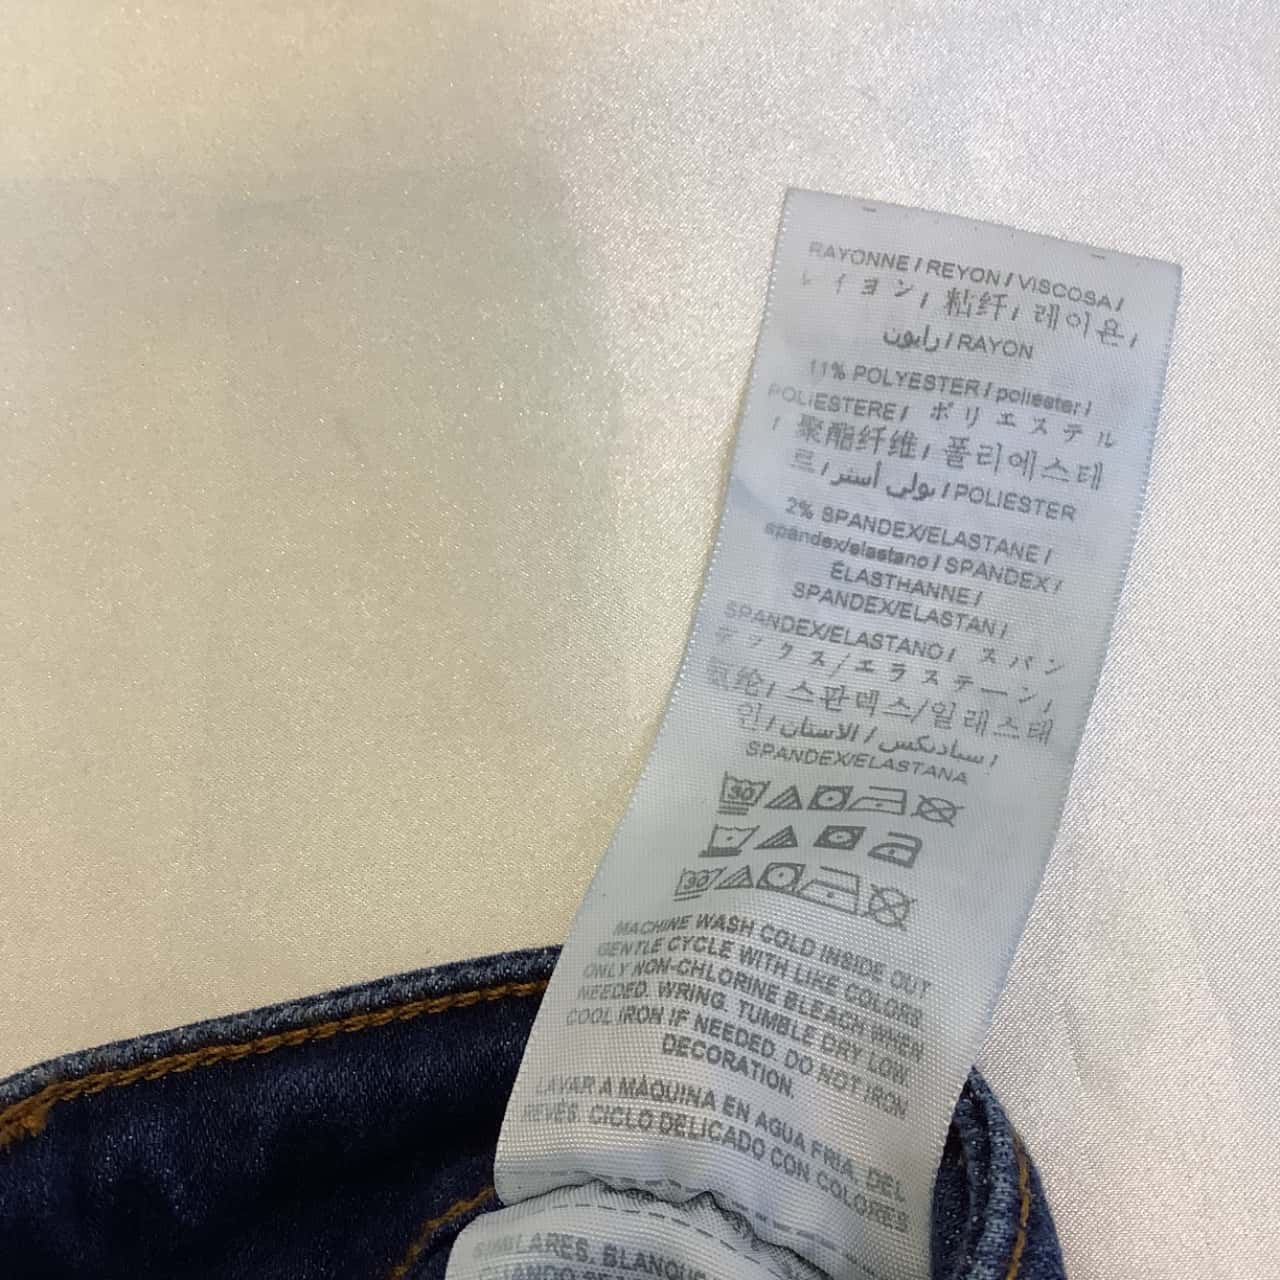 RAYONNE / REYON / VISCOSA /
レイヨン / 粘纤 / 레이온 /
رايون / RAYON
11% POLYESTER / poliester /
POLIESTERE / ポリエステル
/ 聚酯纤维 / 폴리에스테
르 / بولي أستر / POLIESTER
2% SPANDEX/ELASTANE /
spandex/elastano / SPANDEX /
ÉLASTHANNE /
SPANDEX/ELASTAN /
SPANDEX/ELASTANO / スパン
デックス/エラステーン /
氨纶 / 스판덱스/일래스태
인 / سباندكس / الاستان /
SPANDEX/ELASTANA
30
30
MACHINE WASH COLD INSIDE OUT
GENTLE CYCLE WITH LIKE COLORS.
ONLY NON-CHLORINE BLEACH WHEN
NEEDED. WRING. TUMBLE DRY LOW.
COOL IRON IF NEEDED. DO NOT IRON
DECORATION.
LAVAR A MÁQUINA EN AGUA FRIA, DEL
REVÉS. CICLO DELICADO CON COLORES
SIMILARES. BLANQUE